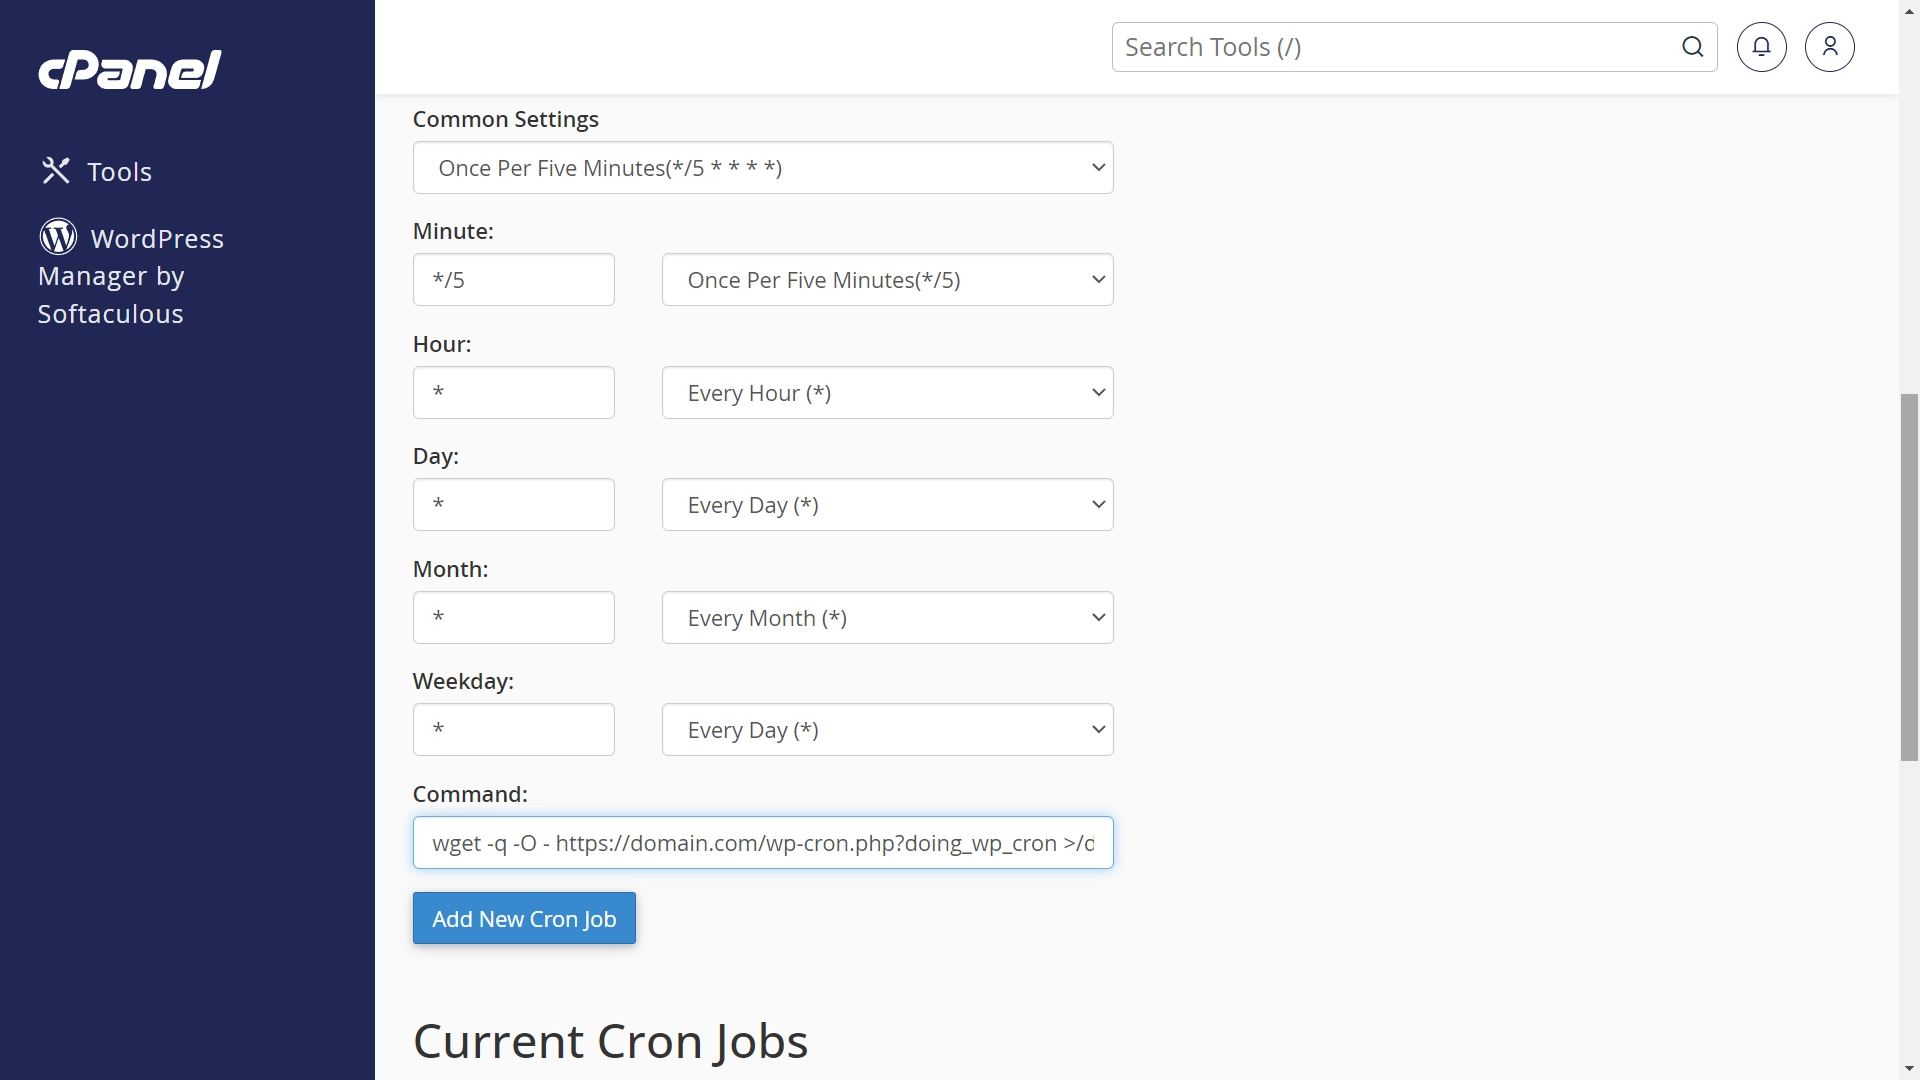 cPanel
Search Tools (/)
Tools
WordPress
Manager by
Softaculous
Common Settings
Once Per Five Minutes(*/5 * * * *)
Minute:
*/5
Once Per Five Minutes(*/5)
Hour:
*
Every Hour (*)
Day:
*
Every Day (*)
Month:
*
Every Month (*)
Weekday:
*
Every Day (*)
Command:
wget -q -O - https://domain.com/wp-cron.php?doing_wp_cron >/d
Add New Cron Job
Current Cron Jobs